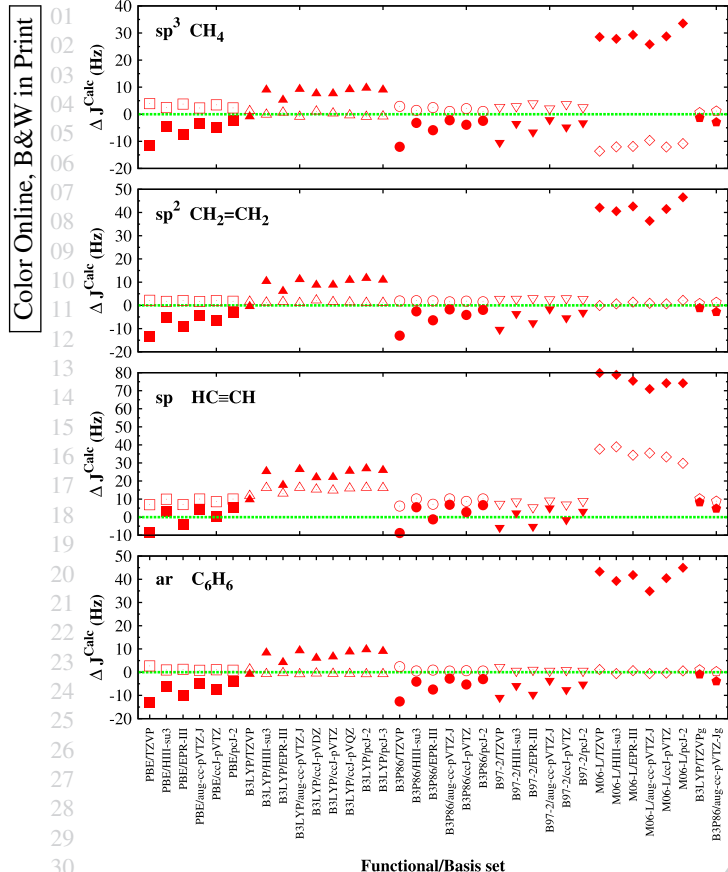 Color Online, B&W in Print
01
02
03
04
05
06
07
08
09
10
11
12
13
14
15
16
17
18
19
20
21
22
23
24
25
26
27
28
29
30
sp³ CH₄
Δ J^Calc (Hz)
40
30
20
10
0
-10
-20
sp² CH₂=CH₂
Δ J^Calc (Hz)
50
40
30
20
10
0
-10
-20
sp HC≡CH
Δ J^Calc (Hz)
80
70
60
50
40
30
20
10
0
-10
ar C₆H₆
Δ J^Calc (Hz)
50
40
30
20
10
0
-10
-20
PBE/TZVP
PBE/HIII-su3
PBE/EPR-III
PBE/aug-cc-pVTZ-J
PBE/ccJ-pVTZ
PBE/pcJ-2
B3LYP/TZVP
B3LYP/HIII-su3
B3LYP/EPR-III
B3LYP/aug-cc-pVTZ-J
B3LYP/ccJ-pVDZ
B3LYP/ccJ-pVTZ
B3LYP/ccJ-pVQZ
B3LYP/pcJ-2
B3LYP/pcJ-3
B3P86/TZVP
B3P86/HIII-su3
B3P86/EPR-III
B3P86/aug-cc-pVTZ-J
B3P86/ccJ-pVTZ
B3P86/pcJ-2
B97-2/TZVP
B97-2/HIII-su3
B97-2/EPR-III
B97-2/aug-cc-pVTZ-J
B97-2/ccJ-pVTZ
B97-2/pcJ-2
M06-L/TZVP
M06-L/HIII-su3
M06-L/EPR-III
M06-L/aug-cc-pVTZ-J
M06-L/ccJ-pVTZ
M06-L/pcJ-2
B3LYP/TZVPg
B3P86/aug-cc-pVTZ-Jg
Functional/Basis set